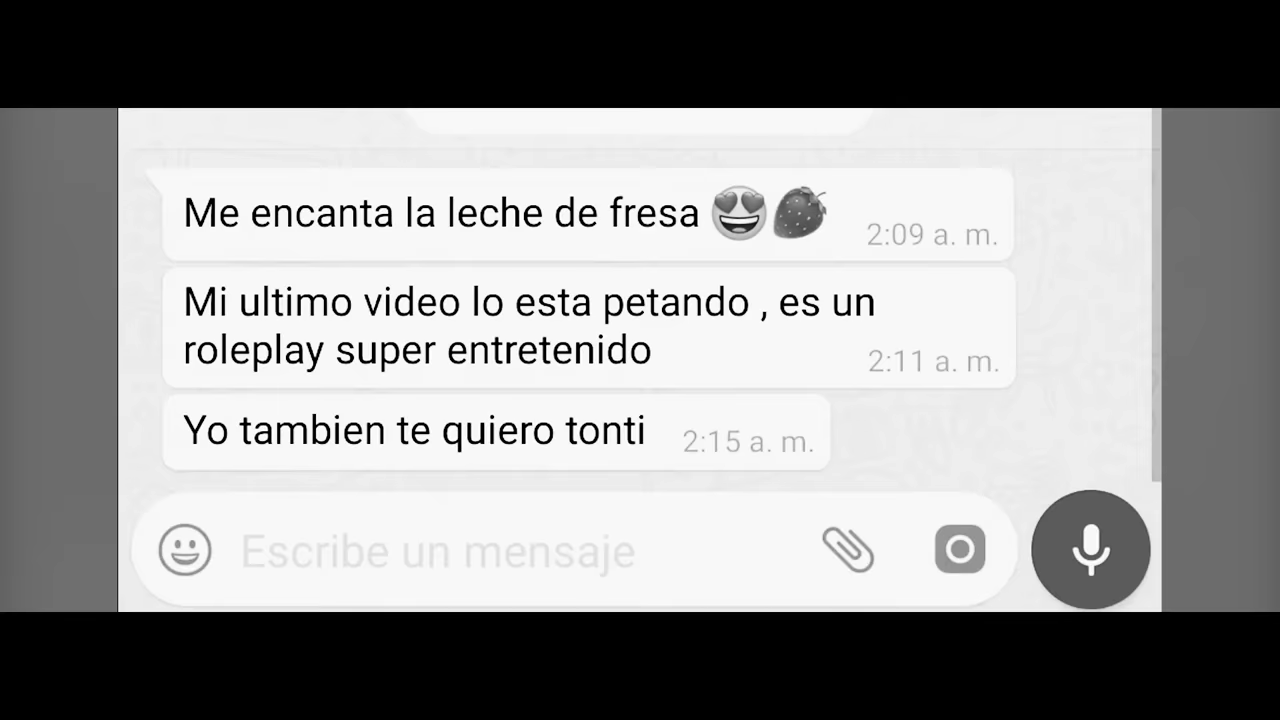 Me encanta la leche de fresa 😍🍓
2:09 a. m.
Mi ultimo video lo esta petando , es un
roleplay super entretenido
2:11 a. m.
Yo tambien te quiero tonti
2:15 a. m.
Escribe un mensaje